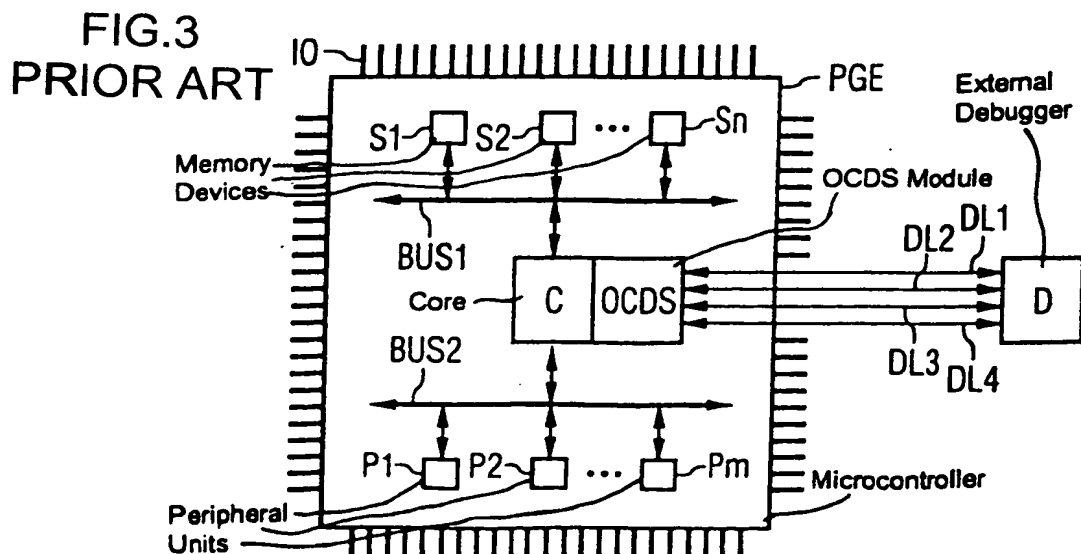 FIG.3
PRIOR ART
IO
PGE
External
Debugger
S1
S2
...
Sn
Memory
Devices
OCDS Module
BUS1
DL2
DL1
Core
C
OCDS
D
BUS2
DL3
DL4
P1
P2
...
Pm
Microcontroller
Peripheral
Units